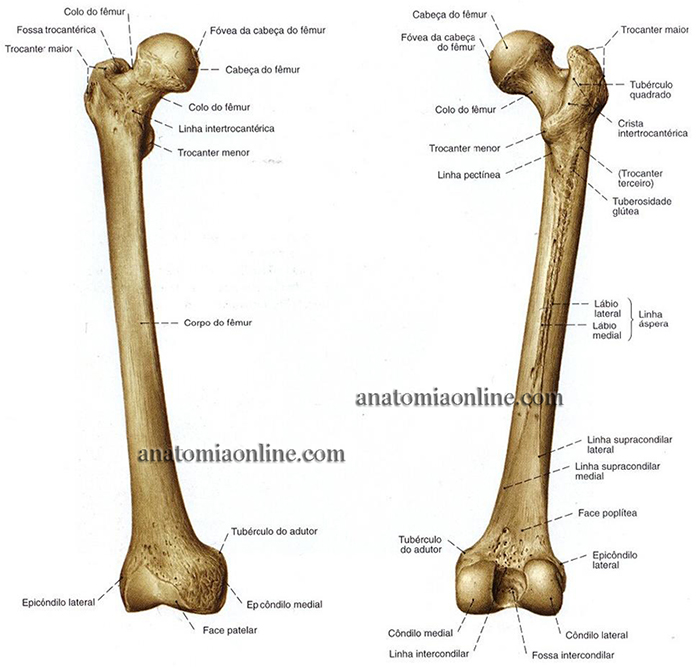 Colo do fêmur
Fossa trocantérica
Trocanter maior
Fóvea da cabeça do fêmur
Cabeça do fêmur
Colo do fêmur
Linha intertrocantérica
Trocanter menor
Corpo do fêmur
anatomiaonline.com
Tubérculo do adutor
Epicôndilo lateral
Epicôndilo medial
Face patelar
Cabeça do fêmur
Fóvea da cabeça
do fêmur
Colo do fêmur
Trocanter menor
Linha pectínea
Trocanter maior
Tubérculo
quadrado
Crista
intertrocantérica
(Trocanter
terceiro)
Tuberosidade
glútea
Lábio
lateral
Lábio
medial
Linha
áspera
anatomiaonline.com
Linha supracondilar
lateral
Linha supracondilar
medial
Face poplítea
Tubérculo
do adutor
Epicôndilo
lateral
Côndilo medial
Côndilo lateral
Linha intercondilar
Fossa intercondilar